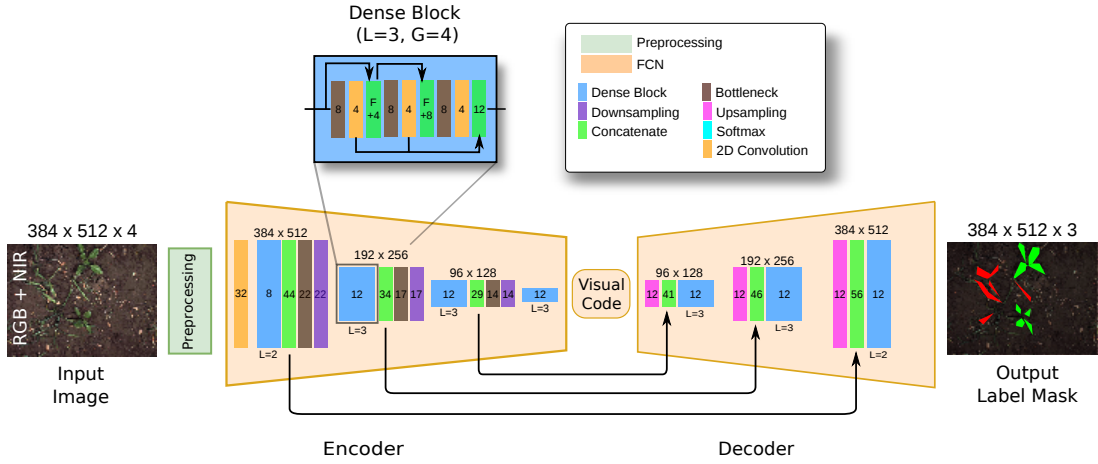 Dense Block
(L=3, G=4)
8
4
F
+4
8
4
F
+8
8
4
12
Preprocessing
FCN
Dense Block
Downsampling
Concatenate
Bottleneck
Upsampling
Softmax
2D Convolution
384 x 512 x 4
RGB + NIR
Input
Image
Preprocessing
384 x 512
32
8
44
22
22
L=2
192 x 256
12
34
17
17
L=3
96 x 128
12
29
14
14
L=3
12
L=3
Visual
Code
96 x 128
12
41
12
L=3
192 x 256
12
46
12
L=3
384 x 512
12
56
12
L=2
384 x 512 x 3
Output
Label Mask
Encoder
Decoder